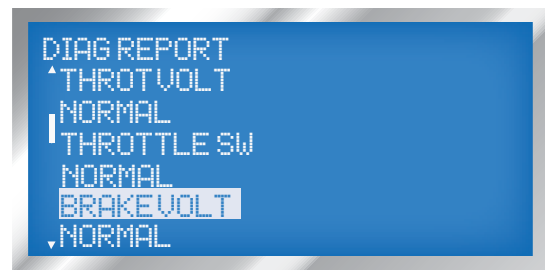 DIAG REPORT
THROT VOLT
NORMAL
THROTTLE SW
NORMAL
BRAKE VOLT
NORMAL